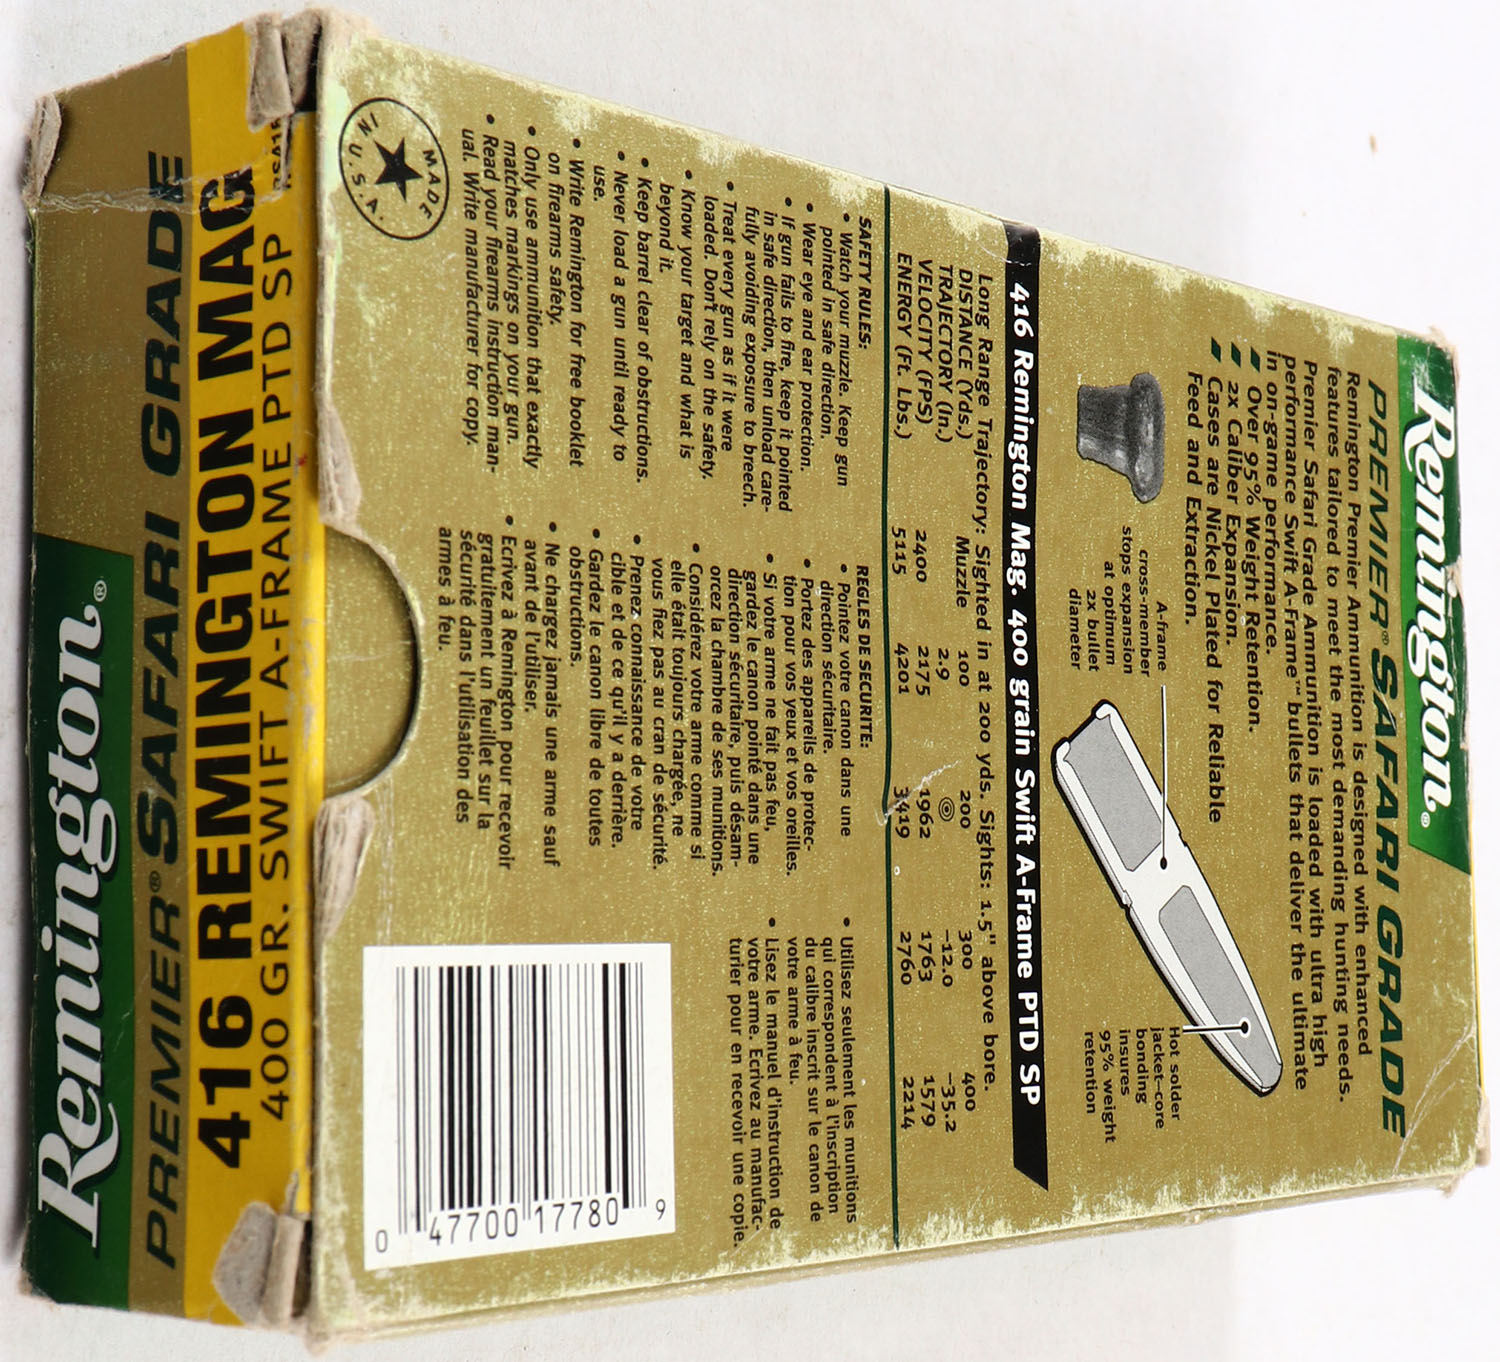 Remington®
PREMIER® SAFARI GRADE
Remington Premier Ammunition is designed with enhanced
features tailored to meet the most demanding hunting needs.
Premier Safari Grade Ammunition is loaded with ultra high
performance Swift A-Frame™ bullets that deliver the ultimate
in on-game performance.
Over 95% Weight Retention.
2X Caliber Expansion.
Cases are Nickel Plated for Reliable
Feed and Extraction.
A-frame
cross-member
stops expansion
at optimum
2x bullet
diameter
Hot solder
jacket-core
bonding
insures
95% weight
retention
416 Remington Mag. 400 grain Swift A-Frame PTD SP
Long Range Trajectory: Sighted in at 200 yds. Sights: 1.5" above bore.
DISTANCE (Yds.) Muzzle 100 200 300 400
TRAJECTORY (In.) 2.9 -12.0 -35.2
VELOCITY (FPS) 2400 2175 1962 1763 1579
ENERGY (Ft. Lbs.) 5115 4201 3419 2760 2214
SAFETY RULES:
• Watch your muzzle. Keep gun
pointed in safe direction.
• Wear eye and ear protection.
• If gun fails to fire, keep it pointed
in safe direction, then unload care-
fully avoiding exposure to breech.
• Treat every gun as if it were
loaded. Don't rely on the safety.
• Know your target and what is
beyond it.
• Keep barrel clear of obstructions.
• Never load a gun until ready to
use.
• Write Remington for free booklet
on firearms safety.
• Only use ammunition that exactly
matches markings on your gun.
• Read your firearms instruction man-
ual. Write manufacturer for copy.
REGLES DE SECURITE:
• Pointez votre canon dans une
direction sécuritaire.
• Portez des appareils de protec-
tion pour vos yeux et vos oreilles.
• Si votre arme ne fait pas feu,
gardez le canon pointé dans une
direction sécuritaire, puis désam-
orcez la chambre de ses munitions.
• Considérez votre arme comme si
elle était toujours chargée, ne
vous fiez pas au cran de sécurité.
• Prenez connaissance de votre
cible et de ce qu'il y a derrière.
• Gardez le canon libre de toutes
obstructions.
• Ne chargez jamais une arme sauf
avant de l'utiliser.
• Ecrivez à Remington pour recevoir
gratuitement un feuillet sur la
sécurité dans l'utilisation des
armes à feu.
• Utilisez seulement les munitions
qui correspondent à l'inscription
du calibre inscrit sur le canon de
votre arme à feu.
• Lisez le manuel d'instruction de
votre arme. Ecrivez au manufac-
turier pour en recevoir une copie.
MADE
IN U.S.A.
0 47700 17780 9
400 GR. SWIFT A-FRAME PTD SP
416 REMINGTON MAG
PREMIER® SAFARI GRADE
Remington®